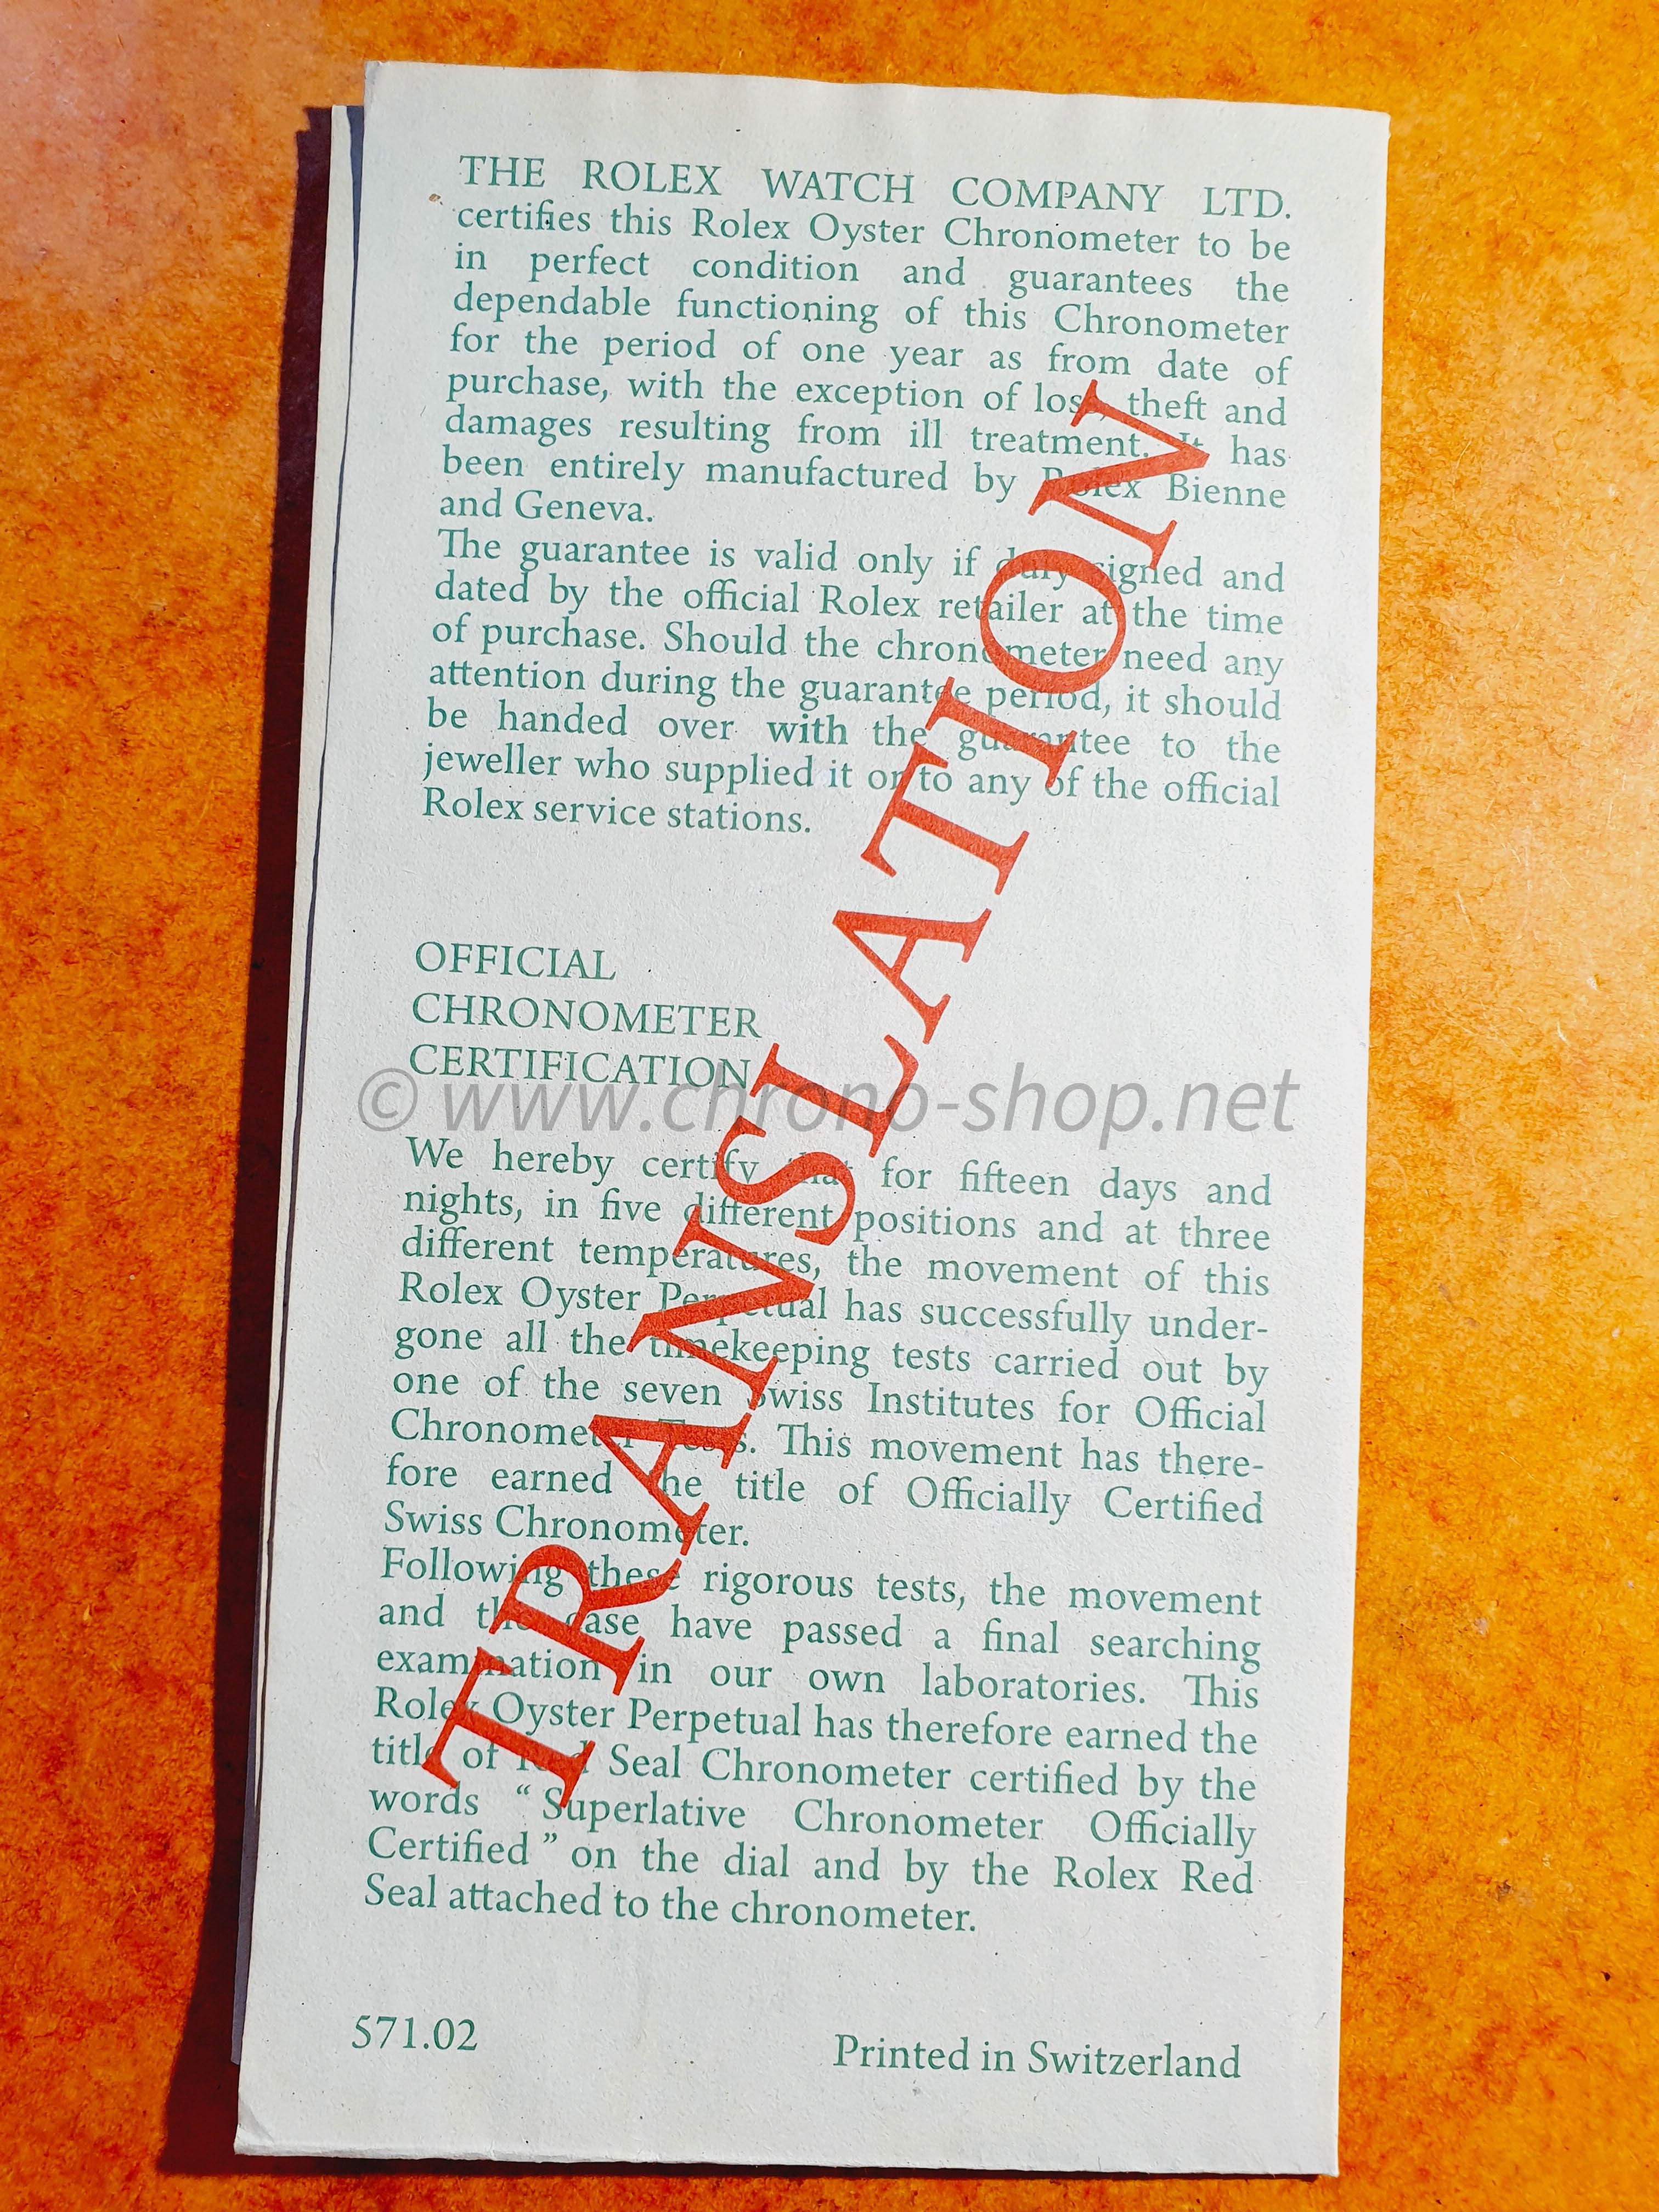 THE ROLEX WATCH COMPANY LTD.
certifies this Rolex Oyster Chronometer to be
in perfect condition and guarantees the
dependable functioning of this Chronometer
for the period of one year as from date of
purchase, with the exception of loss, theft and
damages resulting from ill treatment. It has
been entirely manufactured by Rolex Bienne
and Geneva.
The guarantee is valid only if duly signed and
dated by the official Rolex retailer at the time
of purchase. Should the chronometer need any
attention during the guarantee period, it should
be handed over with the guarantee to the
jeweller who supplied it or to any of the official
Rolex service stations.
OFFICIAL
CHRONOMETER
CERTIFICATION
© www.chrono-shop.net
We hereby certify that for fifteen days and
nights, in five different positions and at three
different temperatures, the movement of this
Rolex Oyster Perpetual has successfully under-
gone all the timekeeping tests carried out by
one of the seven Swiss Institutes for Official
Chronometer Tests. This movement has there-
fore earned the title of Officially Certified
Swiss Chronometer.
Following these rigorous tests, the movement
and the case have passed a final searching
examination in our own laboratories. This
Rolex Oyster Perpetual has therefore earned the
title of Red Seal Chronometer certified by the
words “ Superlative Chronometer Officially
Certified ” on the dial and by the Rolex Red
Seal attached to the chronometer.
571.02 Printed in Switzerland
TRANSLATION